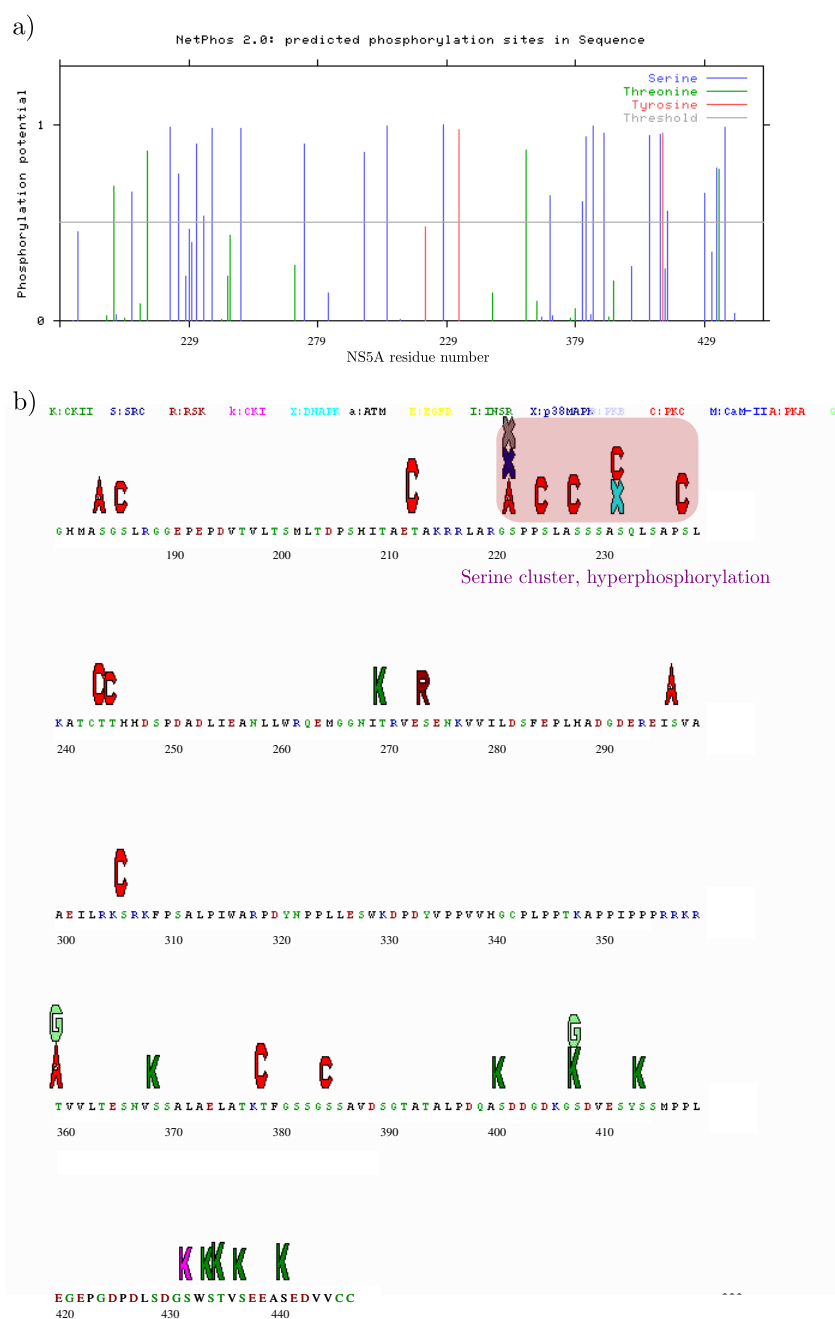 a)
NetPhos 2.0: predicted phosphorylation sites in Sequence
Serine
Threonine
Tyrosine
Threshold
Phosphorylation potential
1
0
229 279 229 379 429
NS5A residue number
b)
K:CKII S:SRC R:RSK k:CKI X:DNAPK a:ATM E:EGFR I:INSR X:p38MAPK :PKB C:PKC M:CaM-II A:PKA G
X
X C
A C C A C C X C
GHMASGSLRGGEPEPDVTVLTSMLTDPSHITAETAKRRLARGSPPSLASSSASQLSAPSL
190 200 210 220 230
Serine cluster, hyperphosphorylation
C C K R A
KATCTTHHDSPDADLIEANLLWRQEMGGNITRVESENKVVILDSFEPLHADGDEREISVA
240 250 260 270 280 290
C
AEILRKSRKFPSALPIWARPDYNPPLLESWKDPDYVPPVVHGCPLPPTKAPPIPPPRRKR
300 310 320 330 340 350
G G
A K C C K K K
TVVLTESNVSSALAELATKTFGSSGSSAVDSGTATALPDQASDDGDKGSDVESYSSMPPL
360 370 380 390 400 410
K K K K K
EGEPGDPDLSDGSWSTVSEEASEDVVCC
420 430 440